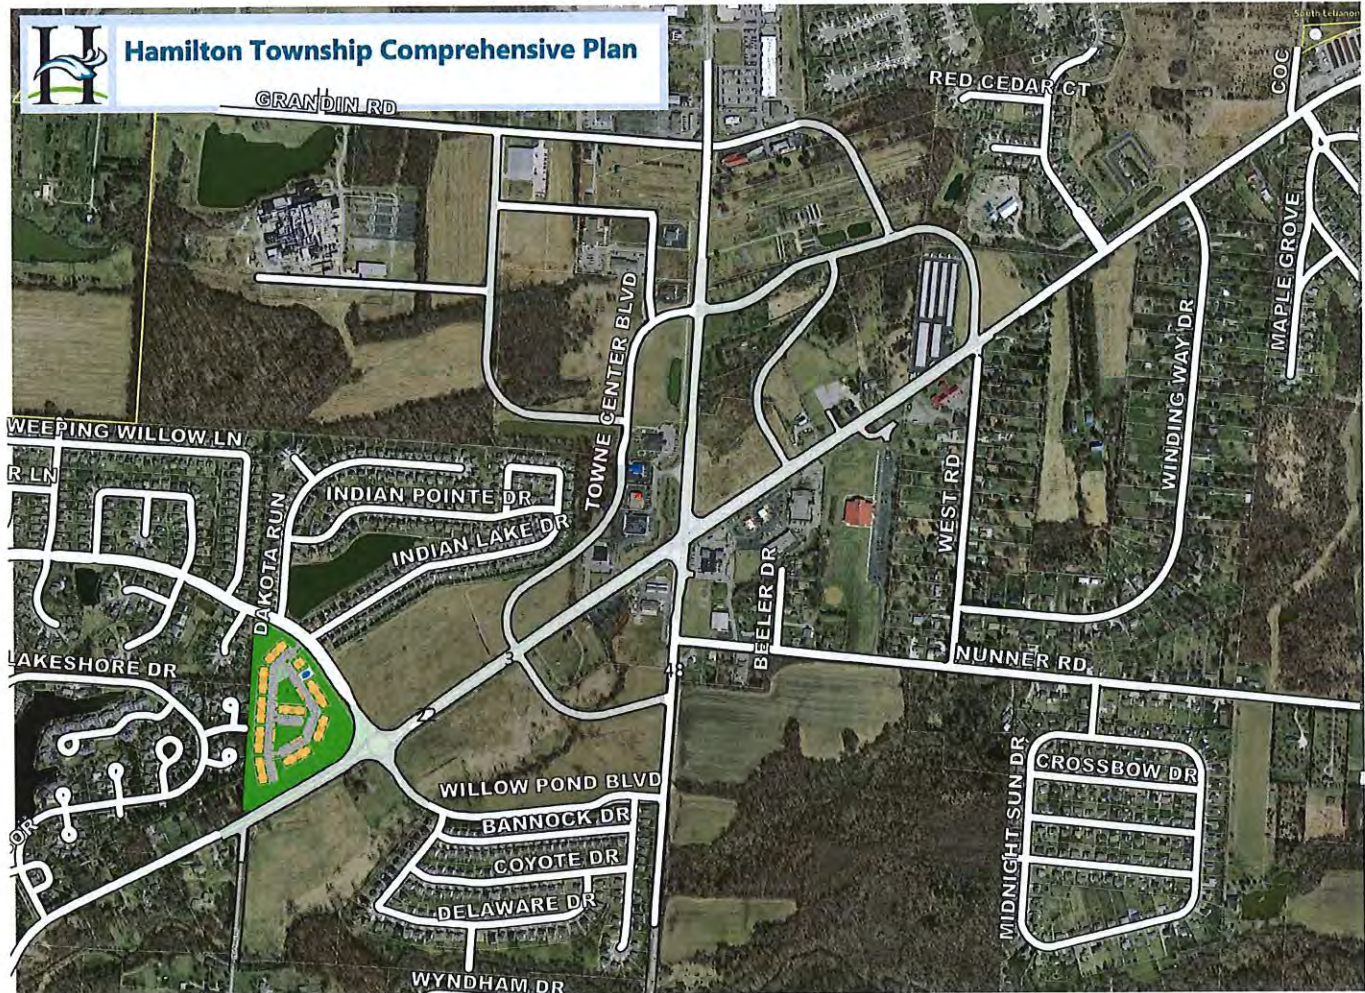 South Lebanon
Hamilton Township Comprehensive Plan
H
GRANDIN RD
RED CEDAR CT
COC
MAPLE GROVE
TOWNE CENTER BLVD
WINDING WAY DR
WEEPING WILLOW LN
R LN
INDIAN POINTE DR
DAKOTA RUN
INDIAN LAKE DR
WEST RD
BEELER DR
LAKESHORE DR
3
48
NUNNER RD
22
MIDNIGHT SUN DR
CROSSBOW DR
WILLOW POND BLVD
BANNOCK DR
OR
COYOTE DR
DELAWARE DR
WYNDHAM DR